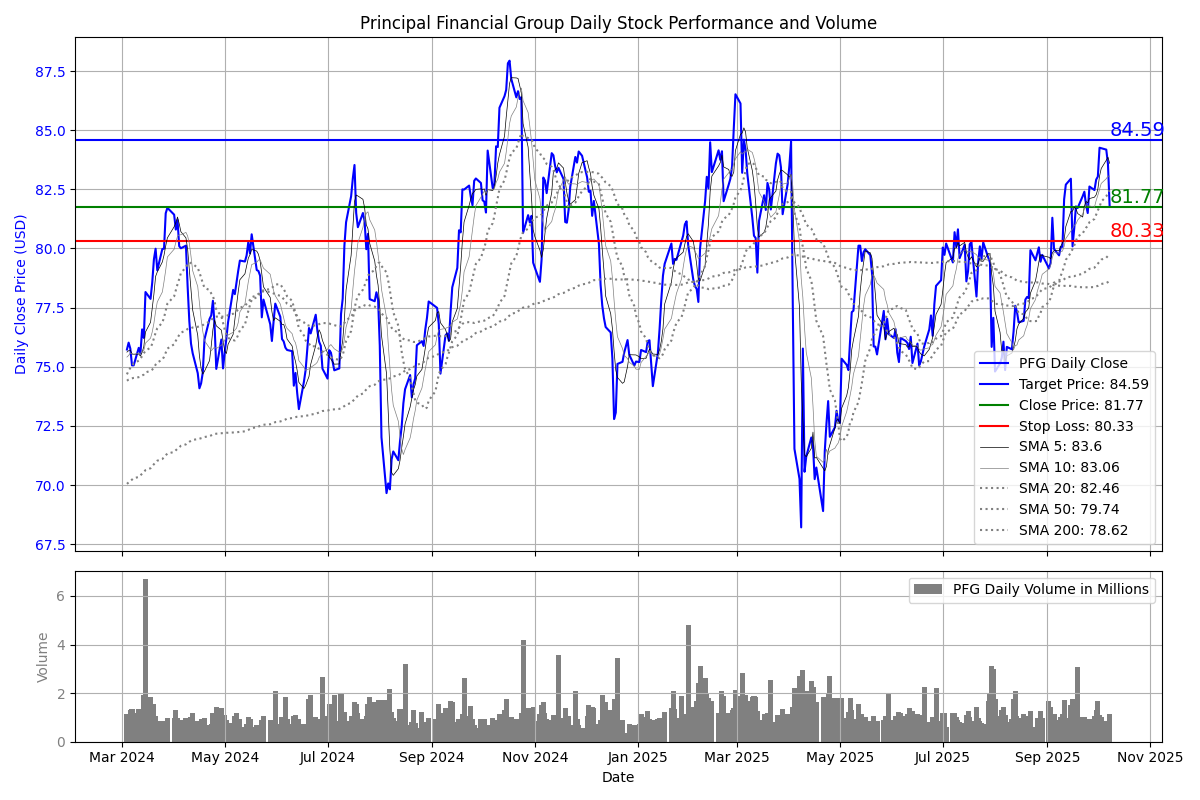 Principal Financial Group Daily Stock Performance and Volume
Daily Close Price (USD)
87.5
85.0
82.5
80.0
77.5
75.0
72.5
70.0
67.5
84.59
81.77
80.33
PFG Daily Close
Target Price: 84.59
Close Price: 81.77
Stop Loss: 80.33
SMA 5: 83.6
SMA 10: 83.06
SMA 20: 82.46
SMA 50: 79.74
SMA 200: 78.62
Volume
6
4
2
0
PFG Daily Volume in Millions
Mar 2024 May 2024 Jul 2024 Sep 2024 Nov 2024 Jan 2025 Mar 2025 May 2025 Jul 2025 Sep 2025 Nov 2025
Date